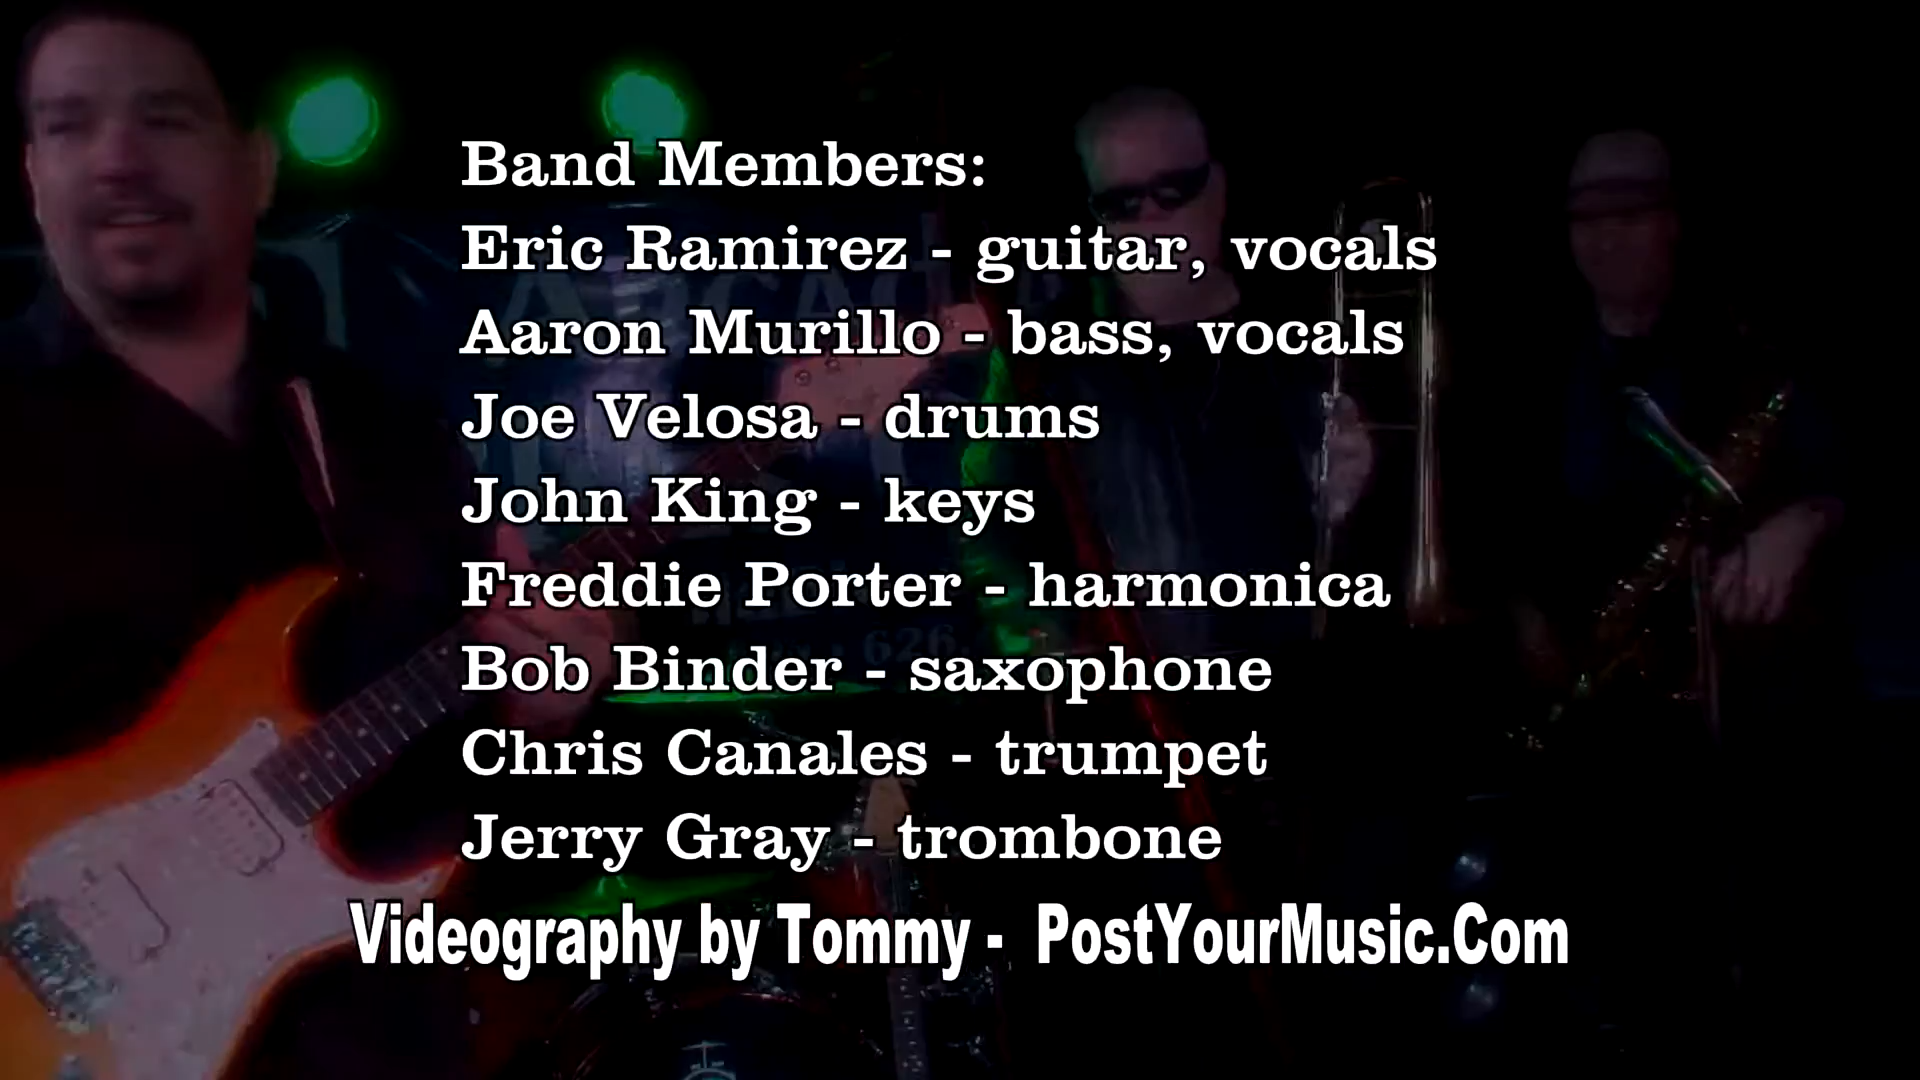 Band Members:
Eric Ramirez - guitar, vocals
Aaron Murillo - bass, vocals
Joe Velosa - drums
John King - keys
Freddie Porter - harmonica
Bob Binder - saxophone
Chris Canales - trumpet
Jerry Gray - trombone
Videography by Tommy - PostYourMusic.Com